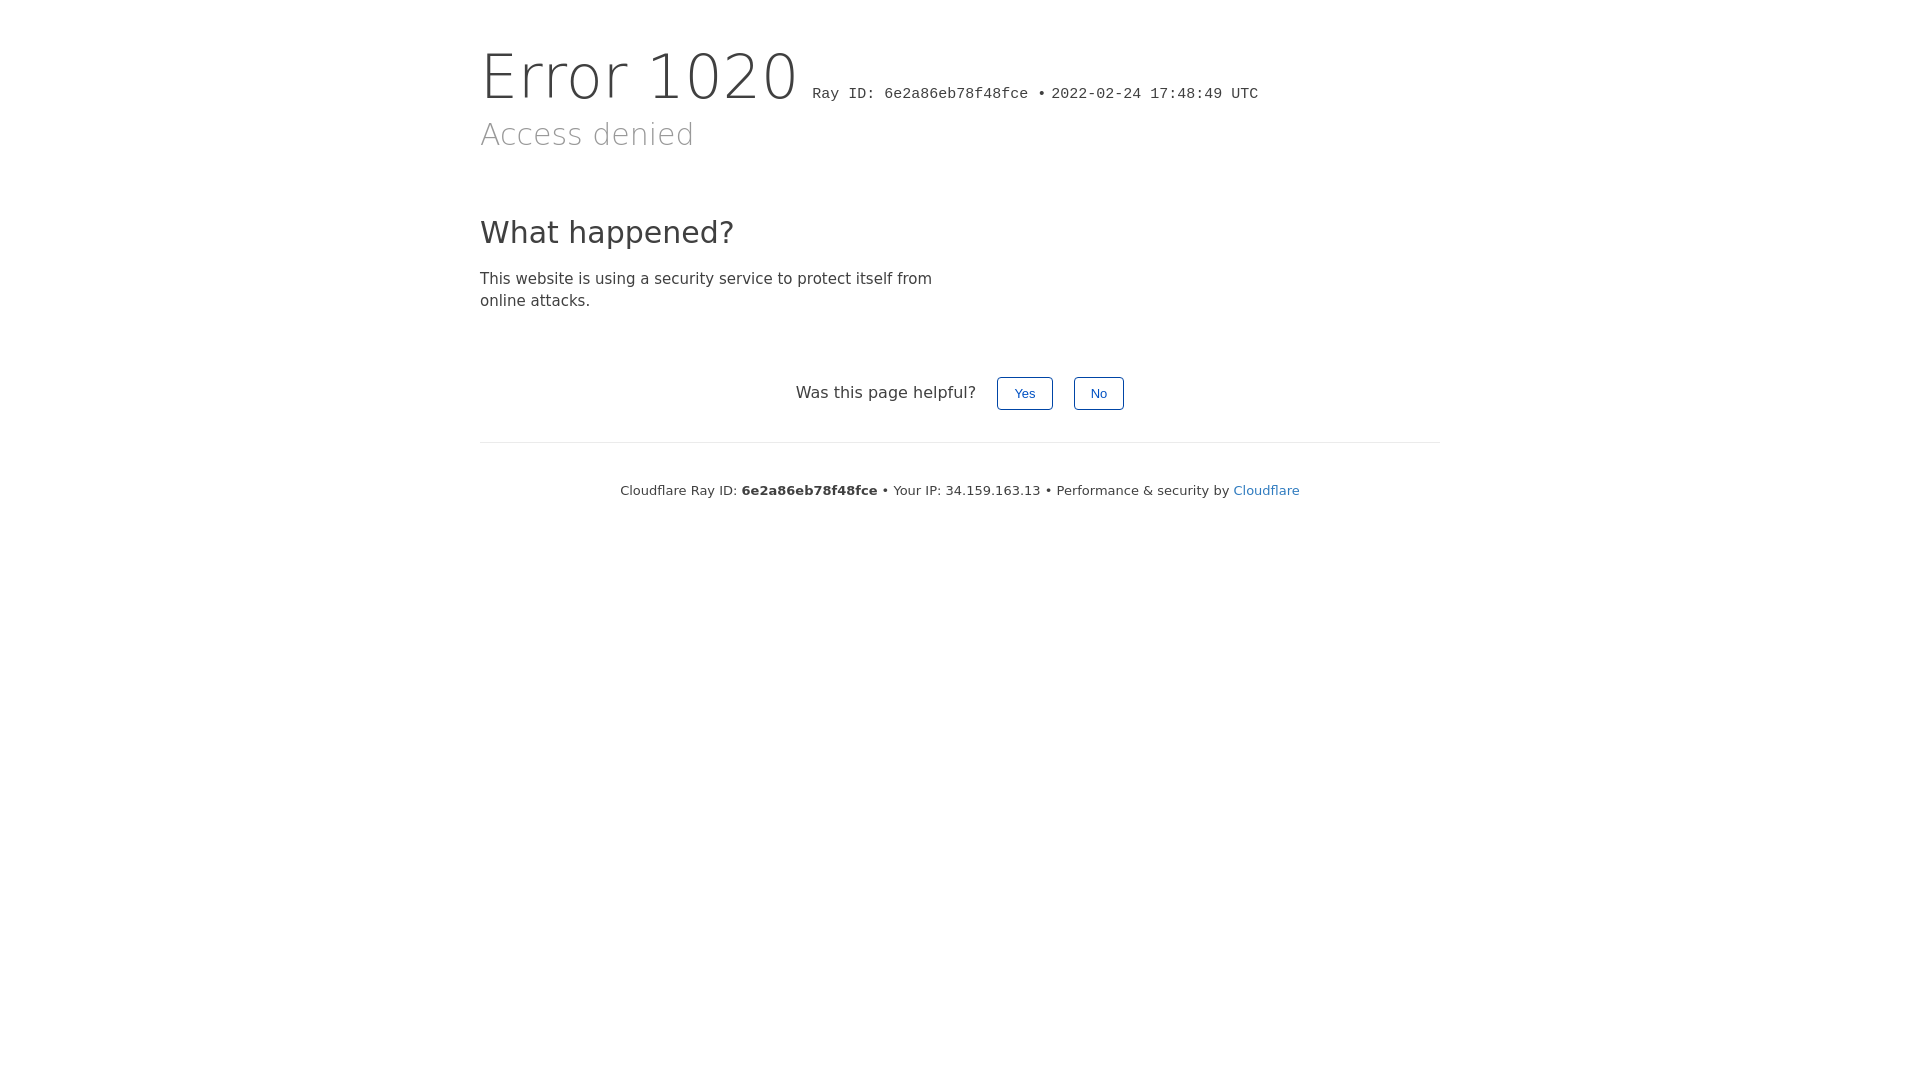 Error 1020 Ray ID: 6e2a86eb78f48fce • 2022-02-24 17:48:49 UTC
Access denied
What happened?
This website is using a security service to protect itself from
online attacks.
Was this page helpful? Yes No
Cloudflare Ray ID: 6e2a86eb78f48fce • Your IP: 34.159.163.13 • Performance & security by Cloudflare